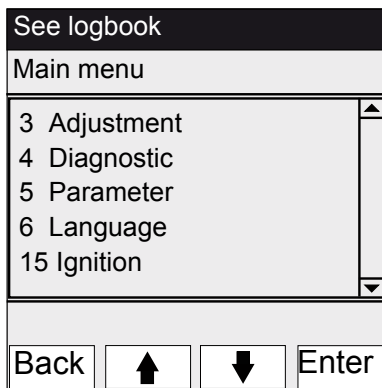 See logbook
Main menu
3 Adjustment
4 Diagnostic
5 Parameter
6 Language
15 Ignition
Back Enter